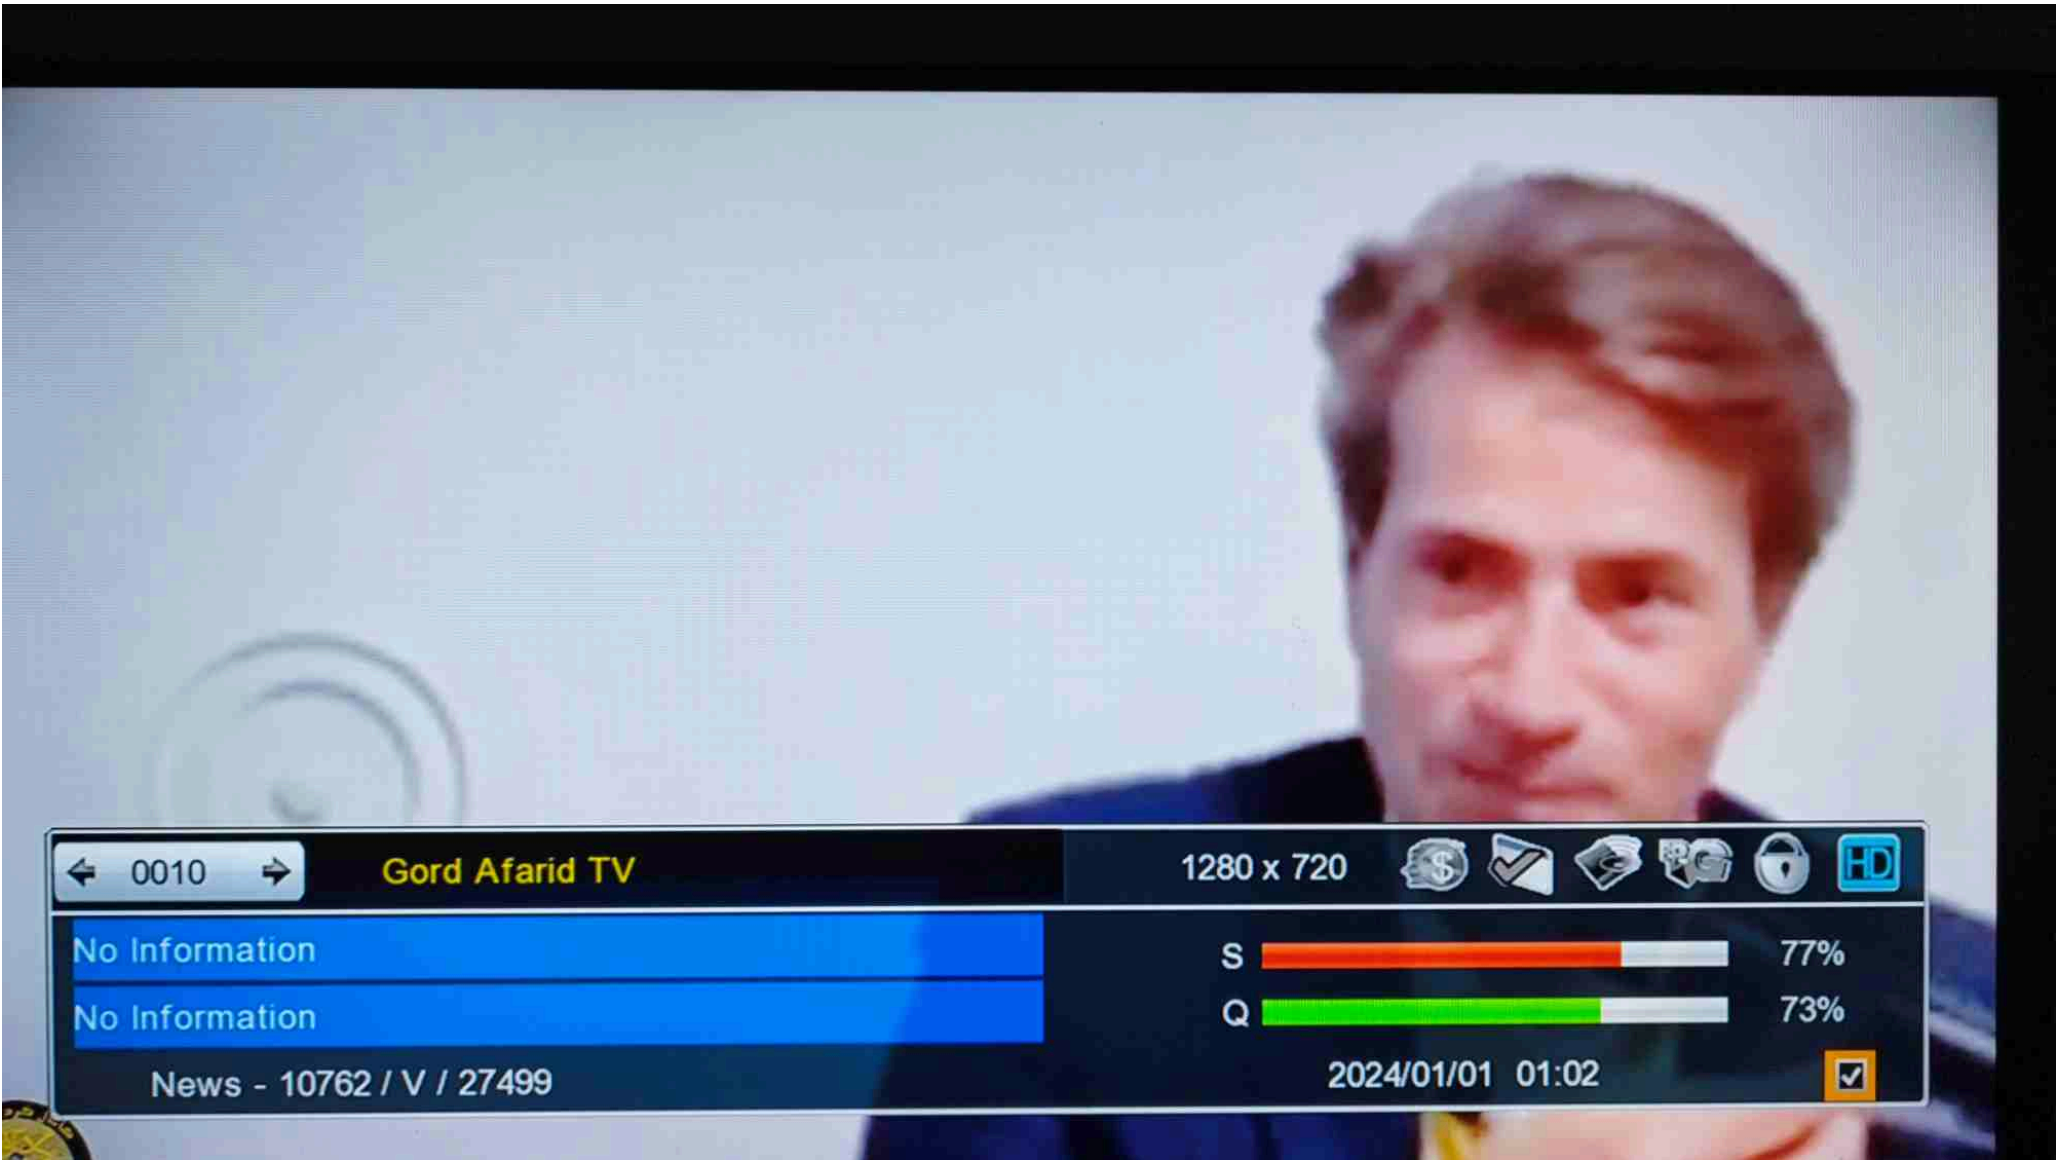 0010
Gord Afarid TV
1280 x 720
HD
No Information
S 77%
No Information
Q 73%
News - 10762 / V / 27499
2024/01/01 01:02